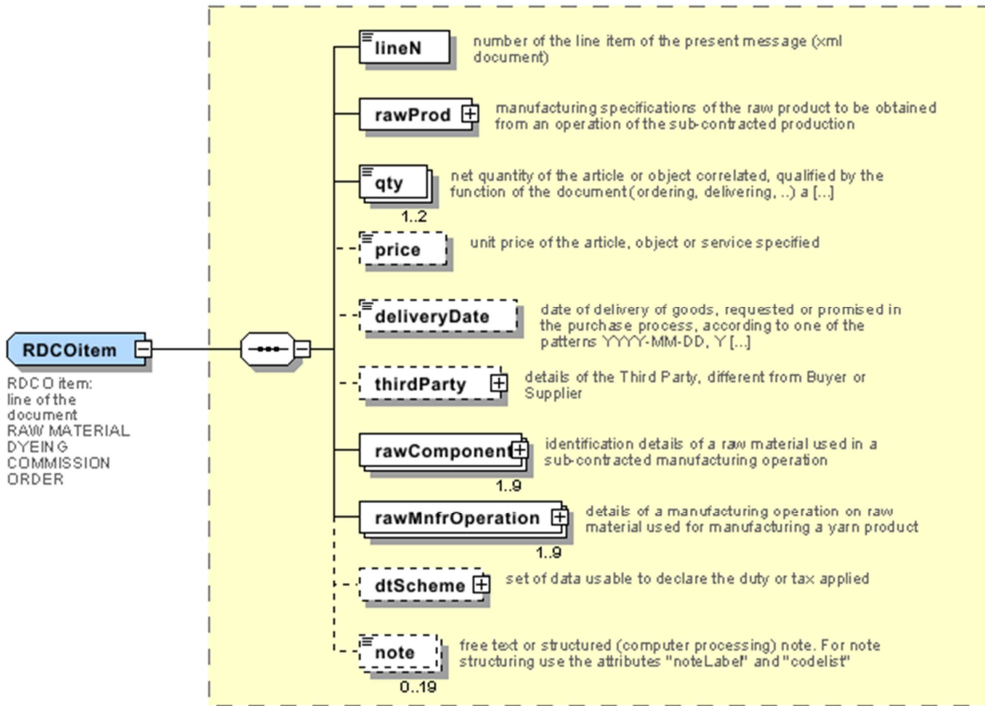 lineN
number of the line item of the present message (xml
document)
rawProd
manufacturing specifications of the raw product to be obtained
from an operation of the sub-contracted production
qty
net quantity of the article or object correlated, qualified by the
function of the document (ordering, delivering, ..) a [...]
1..2
price
unit price of the article, object or service specified
deliveryDate
date of delivery of goods, requested or promised in
the purchase process, according to one of the
patterns YYYY-MM-DD, Y [...]
RDCOitem
RDCO item:
line of the
document
RAW MATERIAL
DYEING
COMMISSION
ORDER
thirdParty
details of the Third Party, different from Buyer or
Supplier
rawComponent
identification details of a raw material used in a
sub-contracted manufacturing operation
1..9
rawMnfrOperation
details of a manufacturing operation on raw
material used for manufacturing a yarn product
1..9
dtScheme
set of data usable to declare the duty or tax applied
note
free text or structured (computer processing) note. For note
structuring use the attributes "noteLabel" and "codelist"
0..19